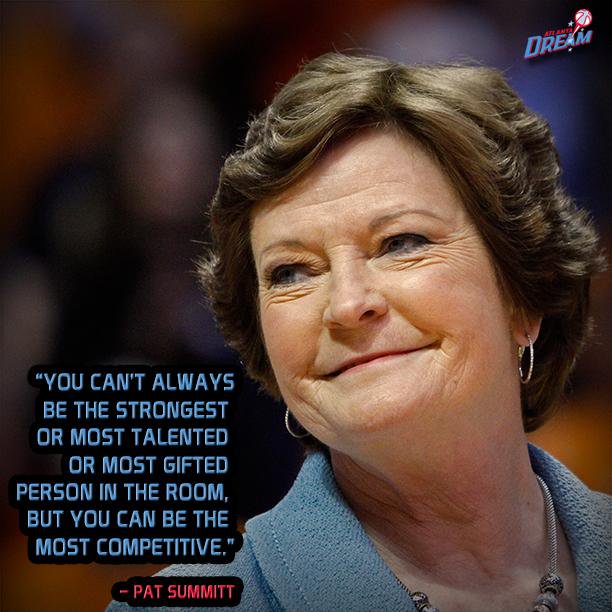 ATLANTA
DREAM
“YOU CAN'T ALWAYS
BE THE STRONGEST
OR MOST TALENTED
OR MOST GIFTED
PERSON IN THE ROOM,
BUT YOU CAN BE THE
MOST COMPETITIVE.”
– PAT SUMMITT